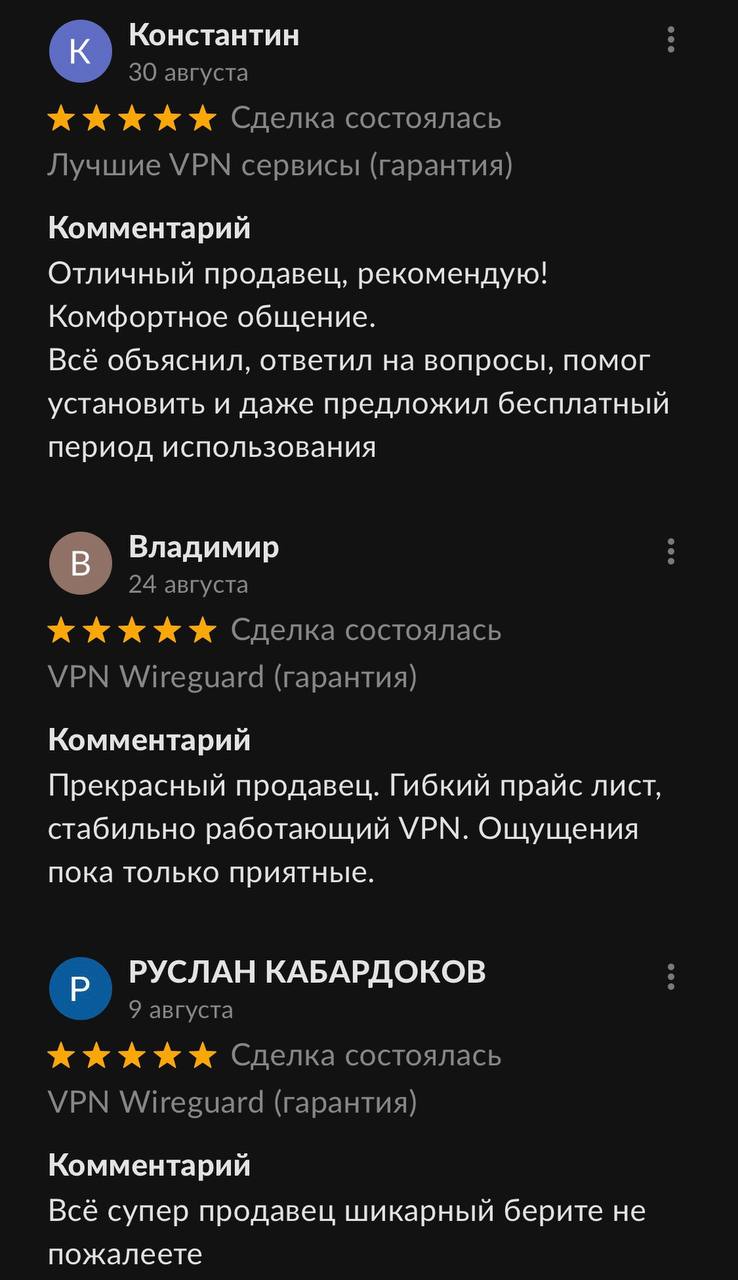 К
Константин
30 августа
Сделка состоялась
Лучшие VPN сервисы (гарантия)
Комментарий
Отличный продавец, рекомендую!
Комфортное общение.
Всё объяснил, ответил на вопросы, помог
установить и даже предложил бесплатный
период использования
В
Владимир
24 августа
Сделка состоялась
VPN Wireguard (гарантия)
Комментарий
Прекрасный продавец. Гибкий прайс лист,
стабильно работающий VPN. Ощущения
пока только приятные.
Р
РУСЛАН КАБАРДОКОВ
9 августа
Сделка состоялась
VPN Wireguard (гарантия)
Комментарий
Всё супер продавец шикарный берите не
пожалеете